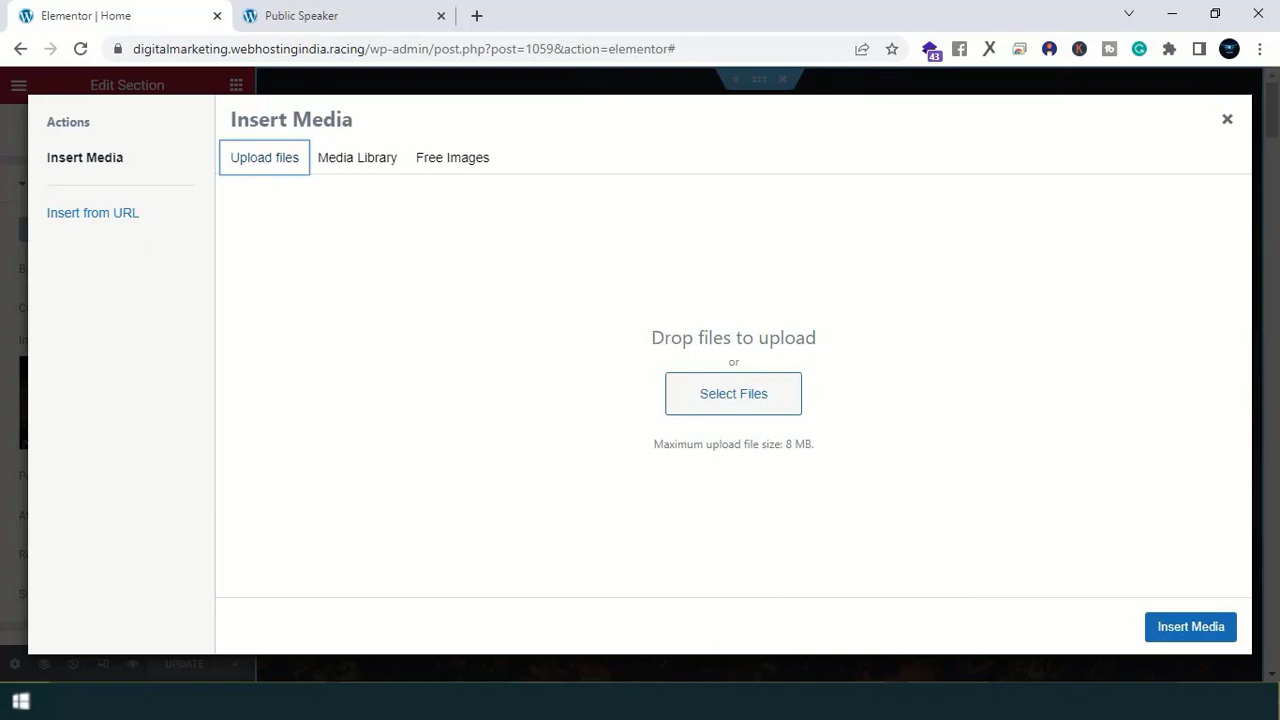 Elementor | Home
Public Speaker
digitalmarketing.webhostingindia.racing/wp-admin/post.php?post=1059&action=elementor#
43
Edit Section
Actions
Insert Media
Insert from URL
Insert Media
Upload files
Media Library
Free Images
Drop files to upload
or
Select Files
Maximum upload file size: 8 MB.
Insert Media
UPDATE